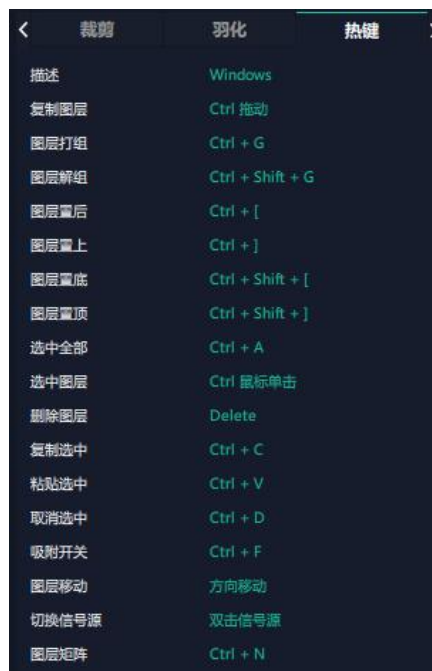 裁剪 羽化 热键
描述 Windows
复制图层 Ctrl 拖动
图层打组 Ctrl + G
图层解组 Ctrl + Shift + G
图层置后 Ctrl + [
图层置上 Ctrl + ]
图层置底 Ctrl + Shift + [
图层置顶 Ctrl + Shift + ]
选中全部 Ctrl + A
选中图层 Ctrl 鼠标单击
删除图层 Delete
复制选中 Ctrl + C
粘贴选中 Ctrl + V
取消选中 Ctrl + D
吸附开关 Ctrl + F
图层移动 方向移动
切换信号源 双击信号源
图层矩阵 Ctrl + N